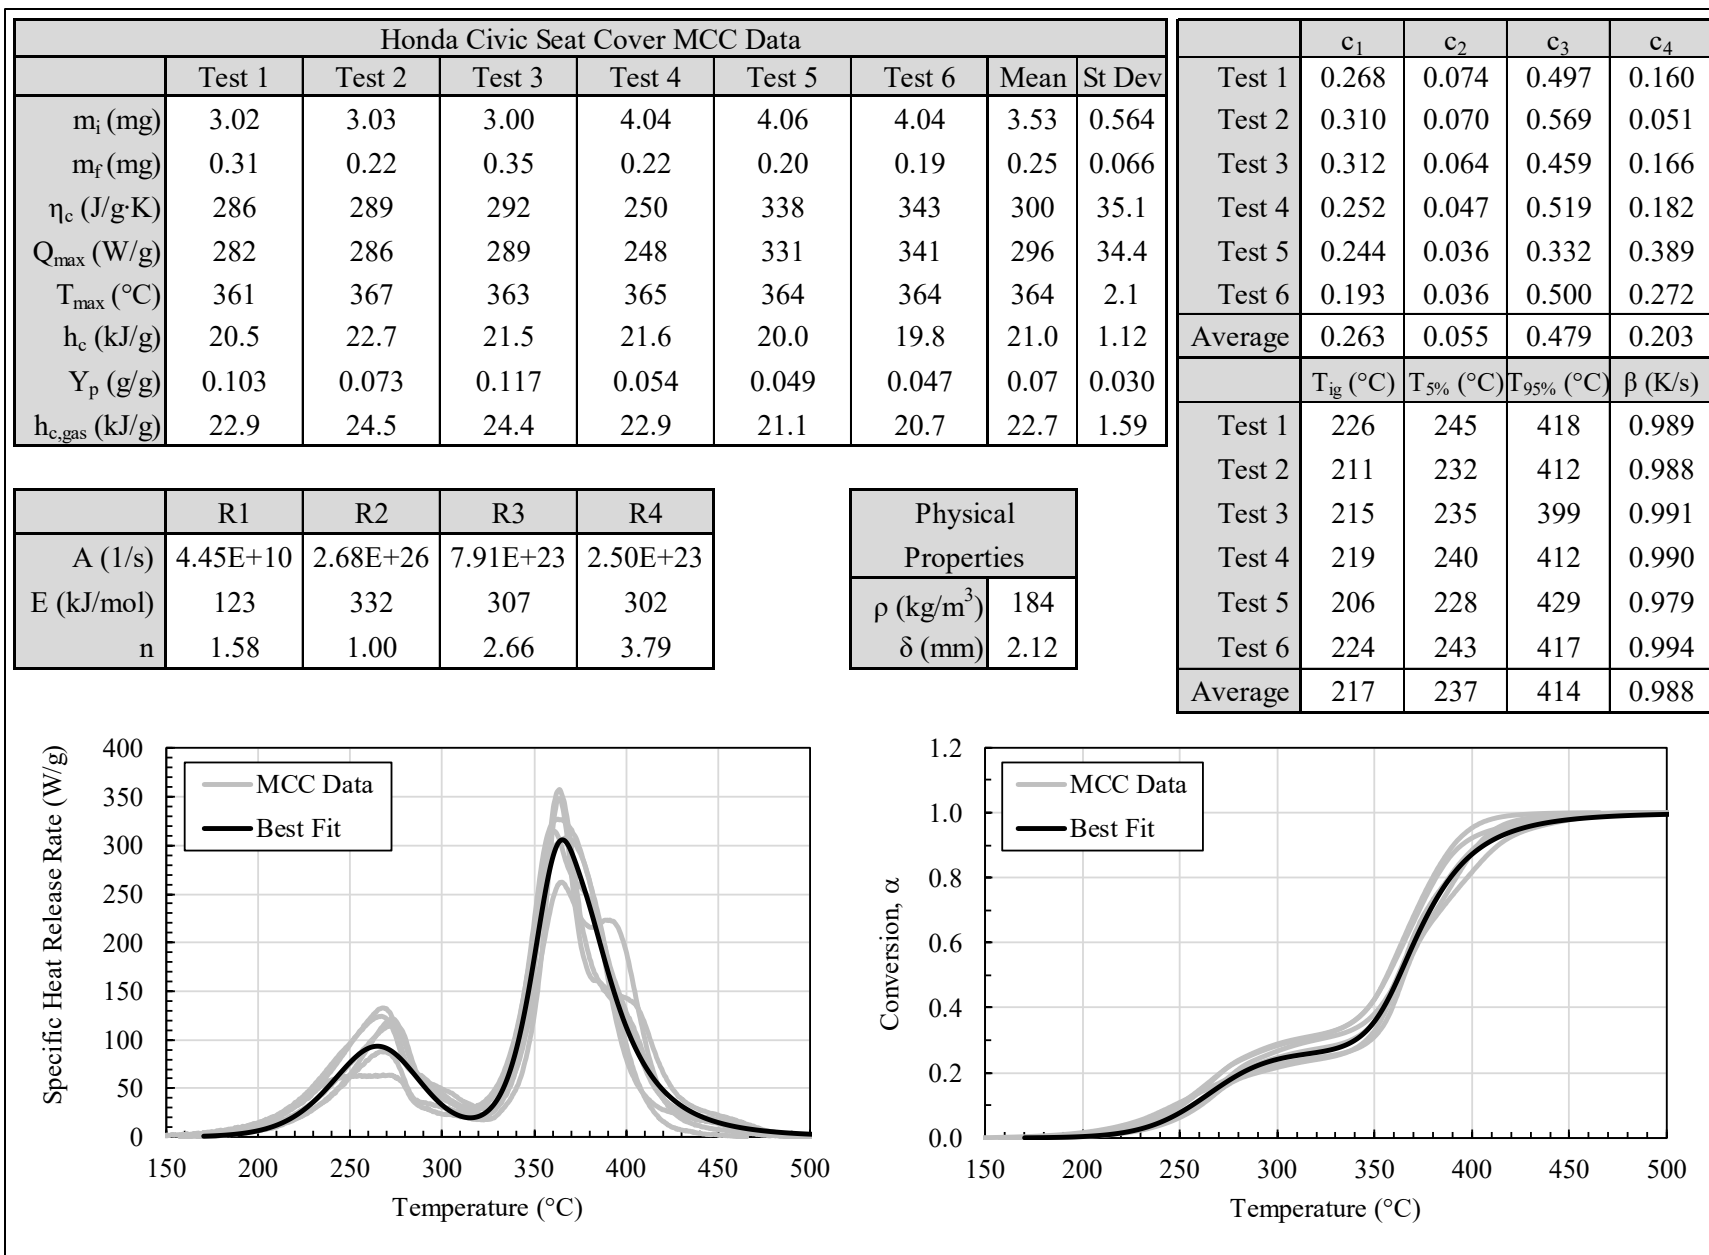 Honda Civic Seat Cover MCC Data
Test 1 Test 2 Test 3 Test 4 Test 5 Test 6 Mean St Dev
mᵢ (mg) 3.02 3.03 3.00 4.04 4.06 4.04 3.53 0.564
m_f (mg) 0.31 0.22 0.35 0.22 0.20 0.19 0.25 0.066
η_c (J/g·K) 286 289 292 250 338 343 300 35.1
Q_max (W/g) 282 286 289 248 331 341 296 34.4
T_max (°C) 361 367 363 365 364 364 364 2.1
h_c (kJ/g) 20.5 22.7 21.5 21.6 20.0 19.8 21.0 1.12
Y_p (g/g) 0.103 0.073 0.117 0.054 0.049 0.047 0.07 0.030
h_c,gas (kJ/g) 22.9 24.5 24.4 22.9 21.1 20.7 22.7 1.59
c₁ c₂ c₃ c₄
Test 1 0.268 0.074 0.497 0.160
Test 2 0.310 0.070 0.569 0.051
Test 3 0.312 0.064 0.459 0.166
Test 4 0.252 0.047 0.519 0.182
Test 5 0.244 0.036 0.332 0.389
Test 6 0.193 0.036 0.500 0.272
Average 0.263 0.055 0.479 0.203
T_ig (°C) T_5% (°C) T_95% (°C) β (K/s)
Test 1 226 245 418 0.989
Test 2 211 232 412 0.988
Test 3 215 235 399 0.991
Test 4 219 240 412 0.990
Test 5 206 228 429 0.979
Test 6 224 243 417 0.994
Average 217 237 414 0.988
R1 R2 R3 R4
A (1/s) 4.45E+10 2.68E+26 7.91E+23 2.50E+23
E (kJ/mol) 123 332 307 302
n 1.58 1.00 2.66 3.79
Physical
Properties
ρ (kg/m³) 184
δ (mm) 2.12
Specific Heat Release Rate (W/g)
400
350
300
250
200
150
100
50
0
MCC Data
Best Fit
150 200 250 300 350 400 450 500
Temperature (°C)
Conversion, α
1.2
1.0
0.8
0.6
0.4
0.2
0.0
MCC Data
Best Fit
150 200 250 300 350 400 450 500
Temperature (°C)